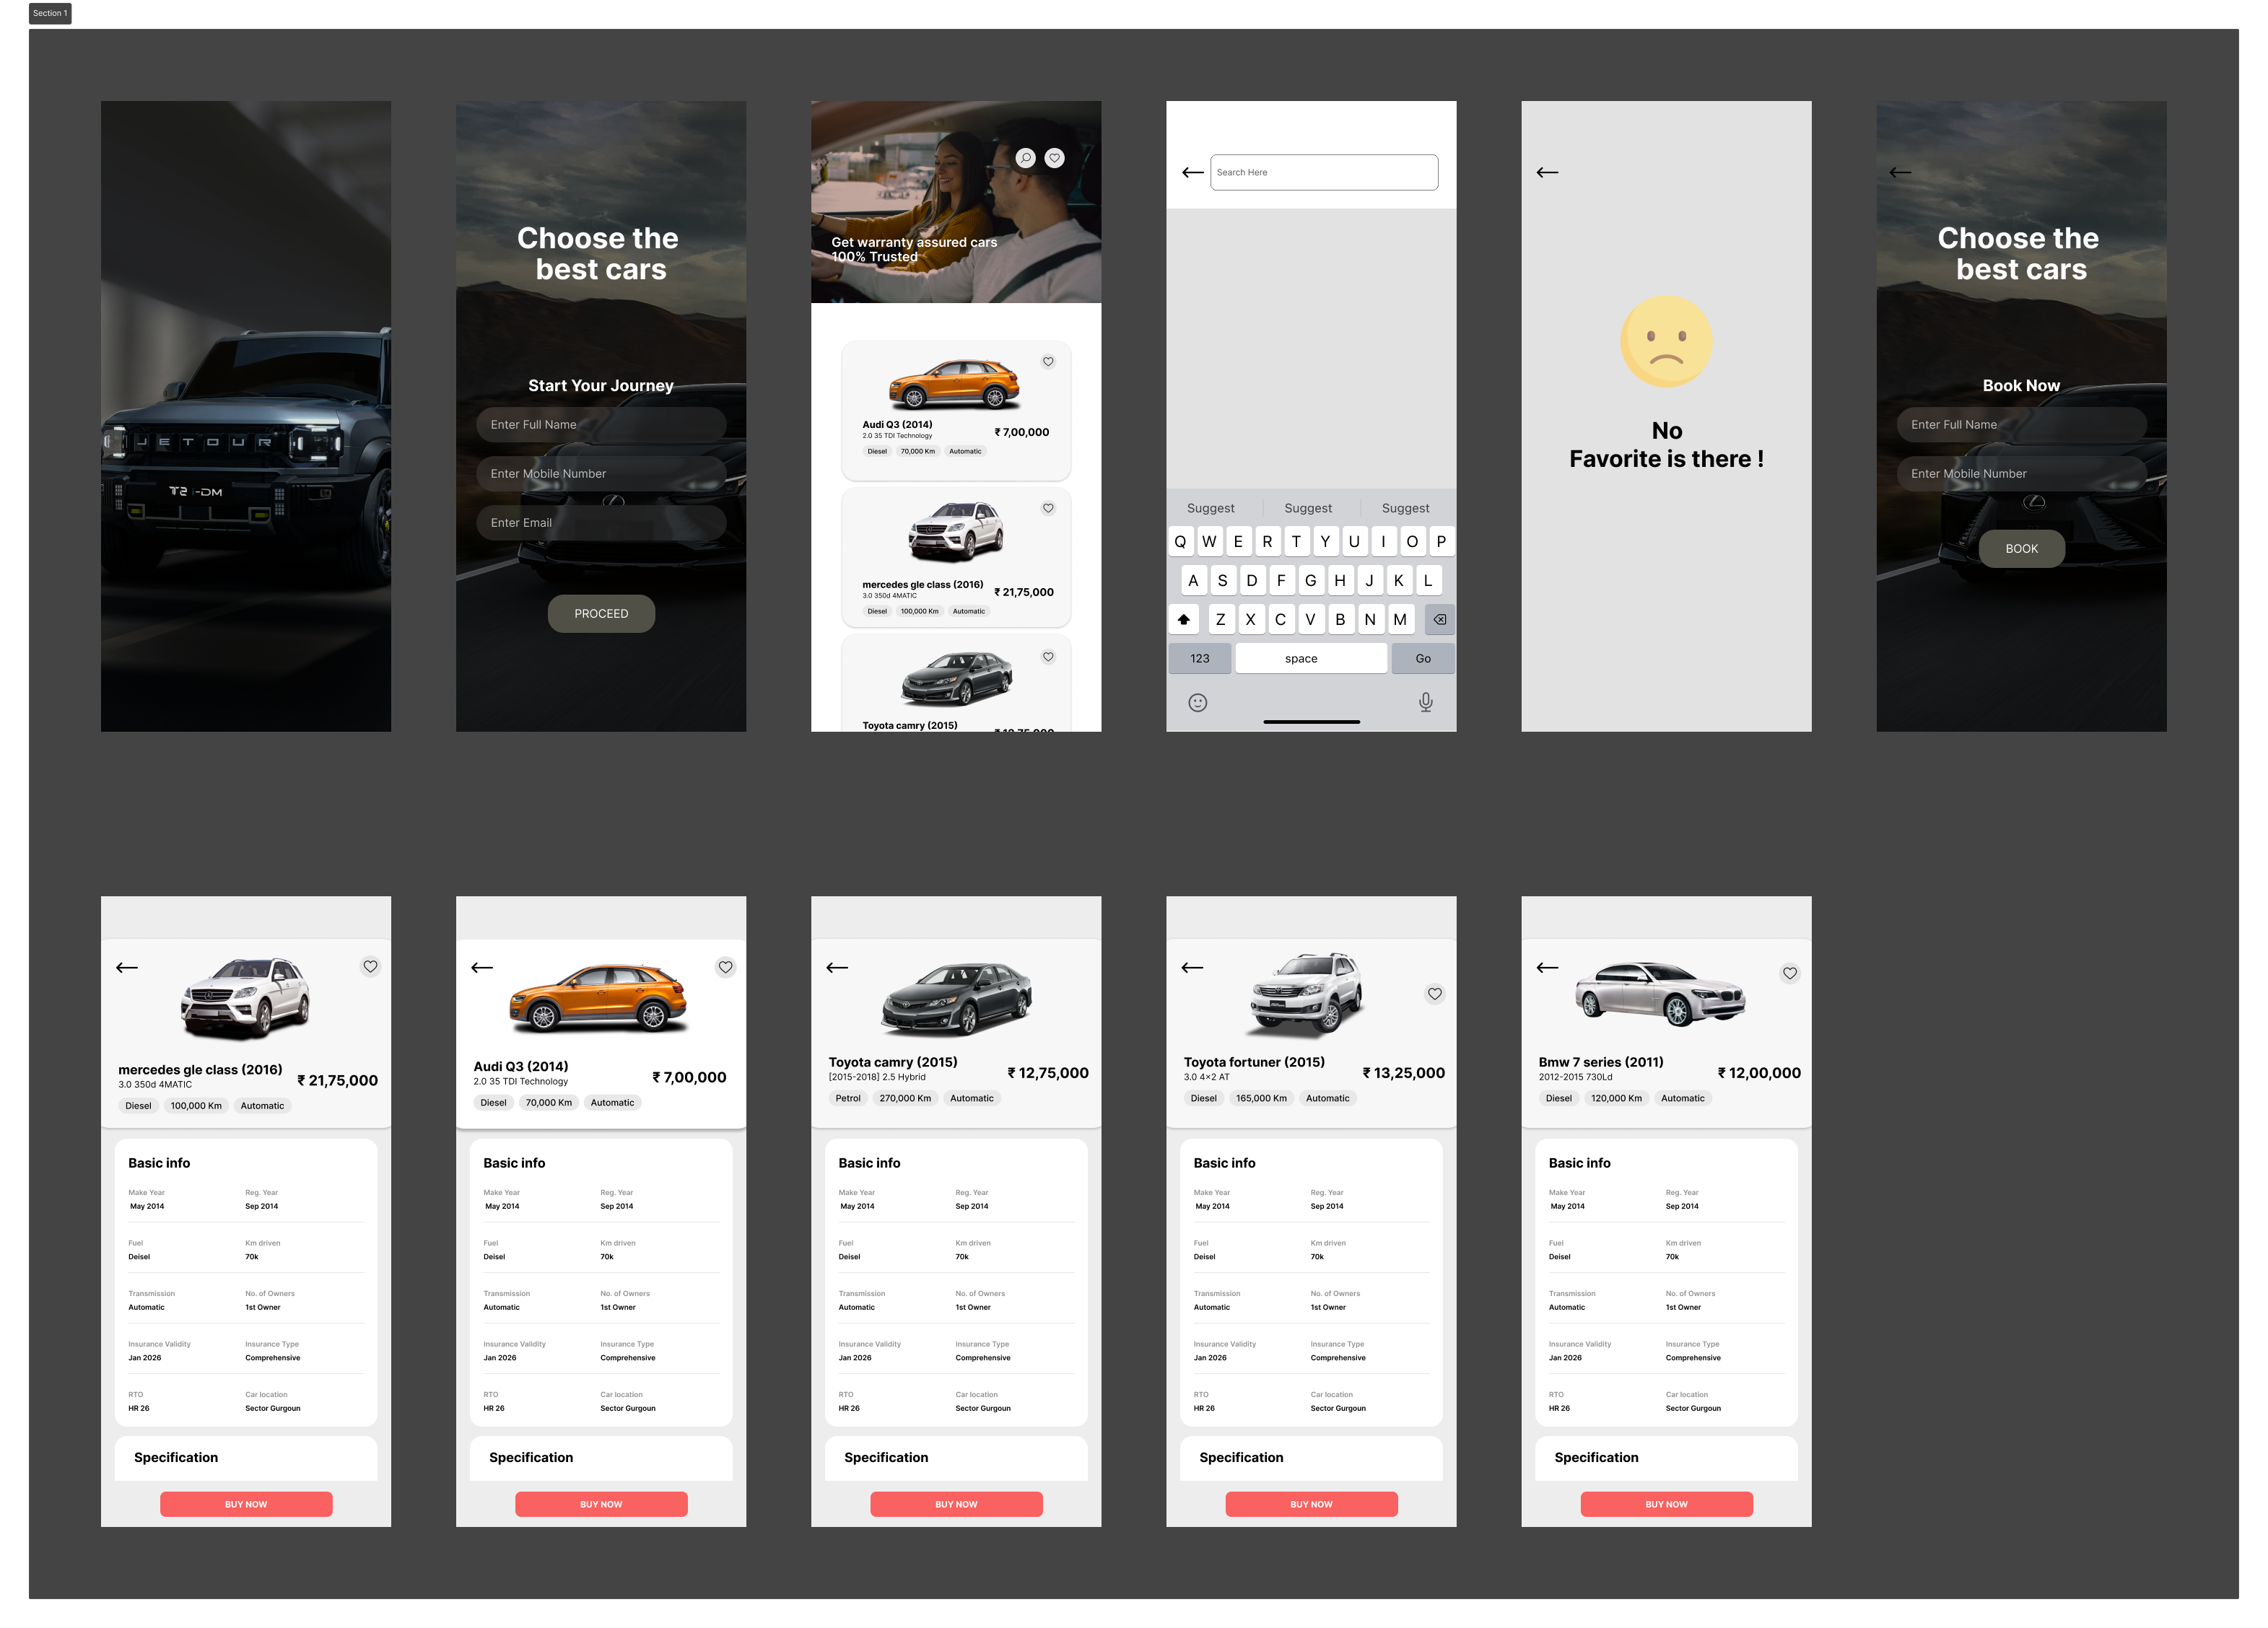 Section 1
JETOUR
T2 i-DM
Choose the
best cars
Start Your Journey
Enter Full Name
Enter Mobile Number
Enter Email
PROCEED
Get warranty assured cars
100% Trusted
Audi Q3 (2014)
2.0 35 TDI Technology
₹ 7,00,000
Diesel 70,000 Km Automatic
mercedes gle class (2016)
3.0 350d 4MATIC
₹ 21,75,000
Diesel 100,000 Km Automatic
Toyota camry (2015)
₹ 12,75,000
Search Here
Suggest Suggest Suggest
Q W E R T Y U I O P
A S D F G H J K L
Z X C V B N M
123 space Go
No
Favorite is there !
Choose the
best cars
Book Now
Enter Full Name
Enter Mobile Number
BOOK
mercedes gle class (2016)
3.0 350d 4MATIC
₹ 21,75,000
Diesel 100,000 Km Automatic
Basic info
Make Year Reg. Year
May 2014 Sep 2014
Fuel Km driven
Deisel 70k
Transmission No. of Owners
Automatic 1st Owner
Insurance Validity Insurance Type
Jan 2026 Comprehensive
RTO Car location
HR 26 Sector Gurgoun
Specification
BUY NOW
Audi Q3 (2014)
2.0 35 TDI Technology
₹ 7,00,000
Diesel 70,000 Km Automatic
Basic info
Make Year Reg. Year
May 2014 Sep 2014
Fuel Km driven
Deisel 70k
Transmission No. of Owners
Automatic 1st Owner
Insurance Validity Insurance Type
Jan 2026 Comprehensive
RTO Car location
HR 26 Sector Gurgoun
Specification
BUY NOW
Toyota camry (2015)
[2015-2018] 2.5 Hybrid
₹ 12,75,000
Petrol 270,000 Km Automatic
Basic info
Make Year Reg. Year
May 2014 Sep 2014
Fuel Km driven
Deisel 70k
Transmission No. of Owners
Automatic 1st Owner
Insurance Validity Insurance Type
Jan 2026 Comprehensive
RTO Car location
HR 26 Sector Gurgoun
Specification
BUY NOW
Toyota fortuner (2015)
3.0 4x2 AT
₹ 13,25,000
Diesel 165,000 Km Automatic
Basic info
Make Year Reg. Year
May 2014 Sep 2014
Fuel Km driven
Deisel 70k
Transmission No. of Owners
Automatic 1st Owner
Insurance Validity Insurance Type
Jan 2026 Comprehensive
RTO Car location
HR 26 Sector Gurgoun
Specification
BUY NOW
Bmw 7 series (2011)
2012-2015 730Ld
₹ 12,00,000
Diesel 120,000 Km Automatic
Basic info
Make Year Reg. Year
May 2014 Sep 2014
Fuel Km driven
Deisel 70k
Transmission No. of Owners
Automatic 1st Owner
Insurance Validity Insurance Type
Jan 2026 Comprehensive
RTO Car location
HR 26 Sector Gurgoun
Specification
BUY NOW